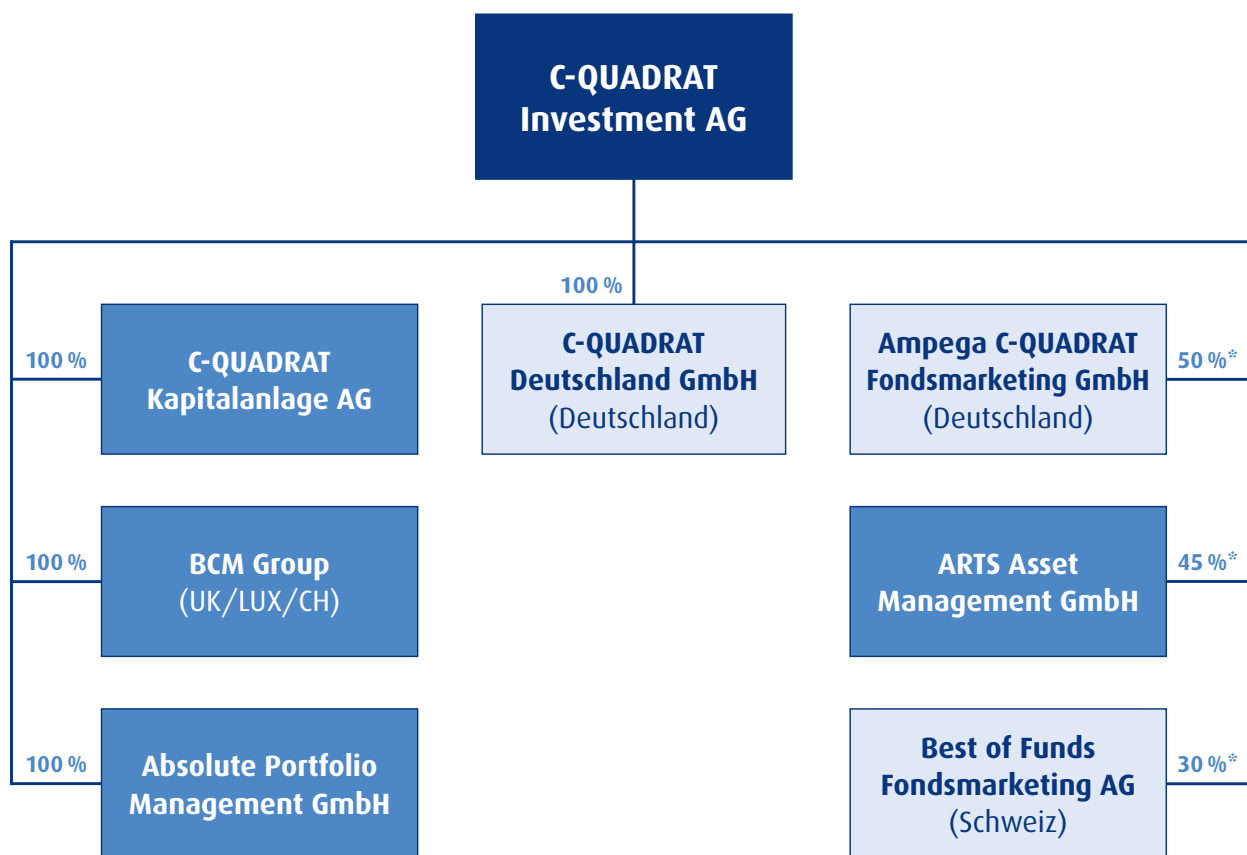 C-QUADRAT
Investment AG
100 %
C-QUADRAT
Kapitalanlage AG
100 %
C-QUADRAT
Deutschland GmbH
(Deutschland)
Ampega C-QUADRAT
Fondsmarketing GmbH
(Deutschland)
50 %*
100 %
BCM Group
(UK/LUX/CH)
ARTS Asset
Management GmbH
45 %*
100 %
Absolute Portfolio
Management GmbH
Best of Funds
Fondsmarketing AG
(Schweiz)
30 %*